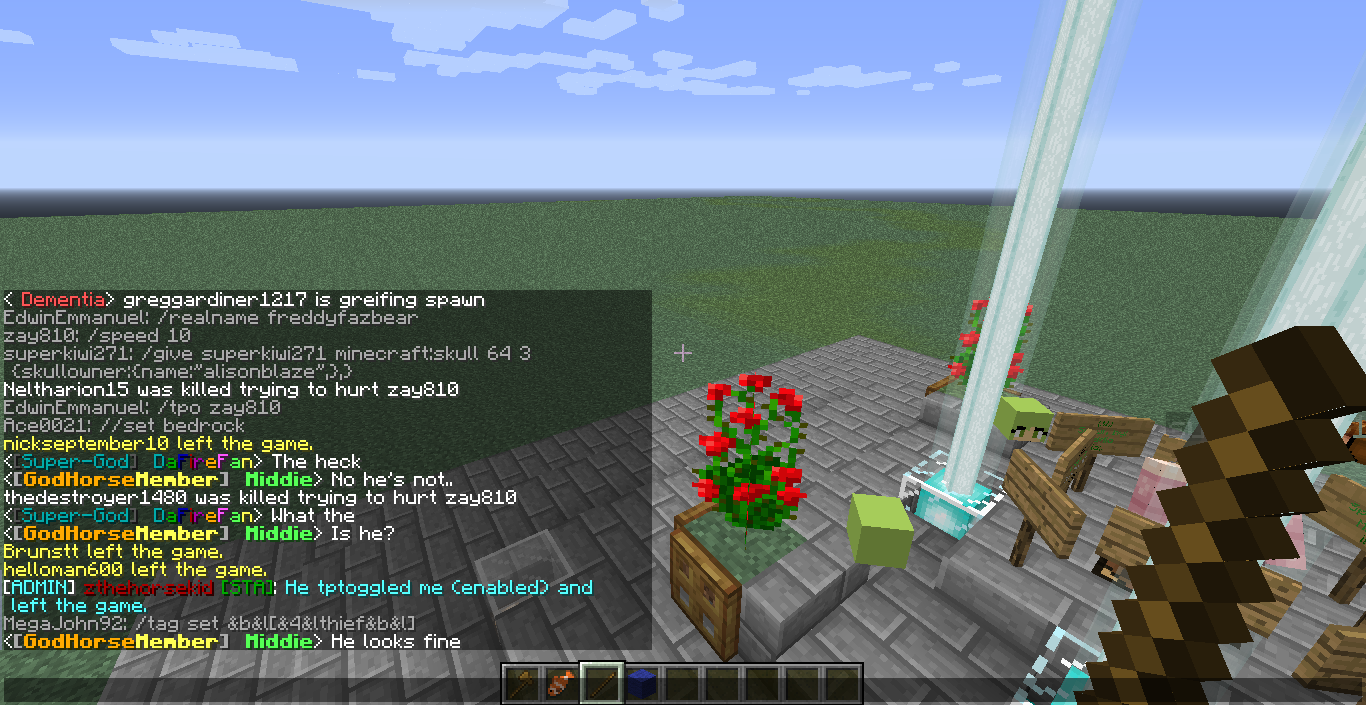 < Dementia> greggardiner1217 is greifing spawn
EdwinEmmanuel: /realname freddyfazbear
zay810: /speed 10
superkiwi271: /give superkiwi271 minecraft:skull 64 3
{skullowner:{name:"alisonblaze",},}
Neltharion15 was killed trying to hurt zay810
EdwinEmmanuel: /tpo zay810
Ace0021: //set bedrock
nickseptember10 left the game.
<[Super-God] DaFireFan> The heck
<[GodHorseMember] Middie> No he's not..
thedestroyer1480 was killed trying to hurt zay810
<[Super-God] DaFireFan> What the
<[GodHorseMember] Middie> Is he?
Brunstt left the game.
helloman600 left the game.
[ADMIN] zthehorsekid [STA]: He tptoggled me (enabled) and
left the game.
MegaJohn92: /tag set &b&l[&4&lthief&b&l]
<[GodHorseMember] Middie> He looks fine